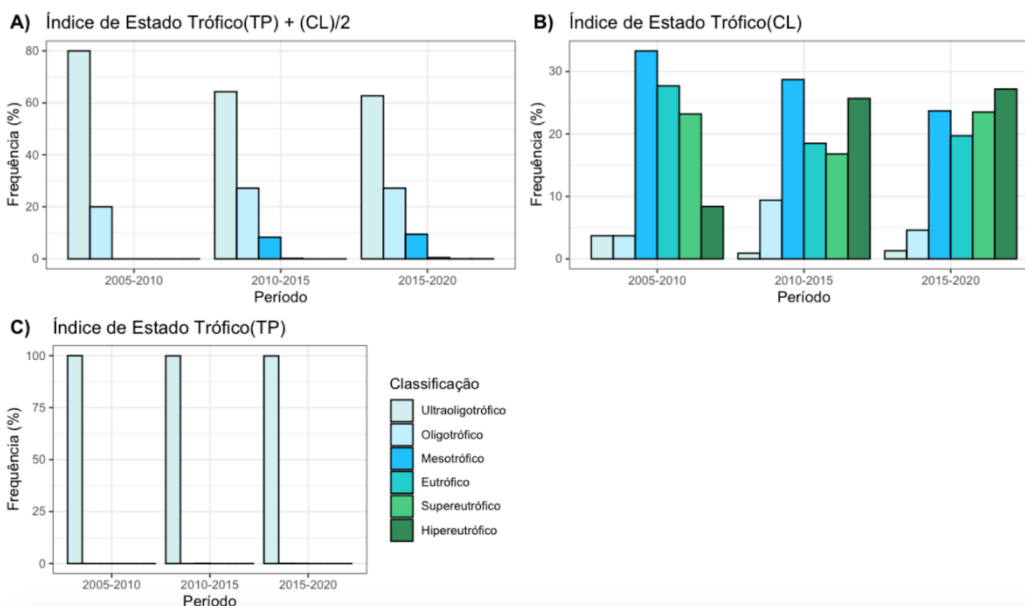 A) Índice de Estado Trófico(TP) + (CL)/2
Frequência (%)
80
60
40
20
0
2005-2010 2010-2015 2015-2020
Período
B) Índice de Estado Trófico(CL)
Frequência (%)
30
20
10
0
2005-2010 2010-2015 2015-2020
Período
C) Índice de Estado Trófico(TP)
Frequência (%)
100
75
50
25
0
2005-2010 2010-2015 2015-2020
Período
Classificação
Ultraoligotrófico
Oligotrófico
Mesotrófico
Eutrófico
Supereutrófico
Hipereutrófico